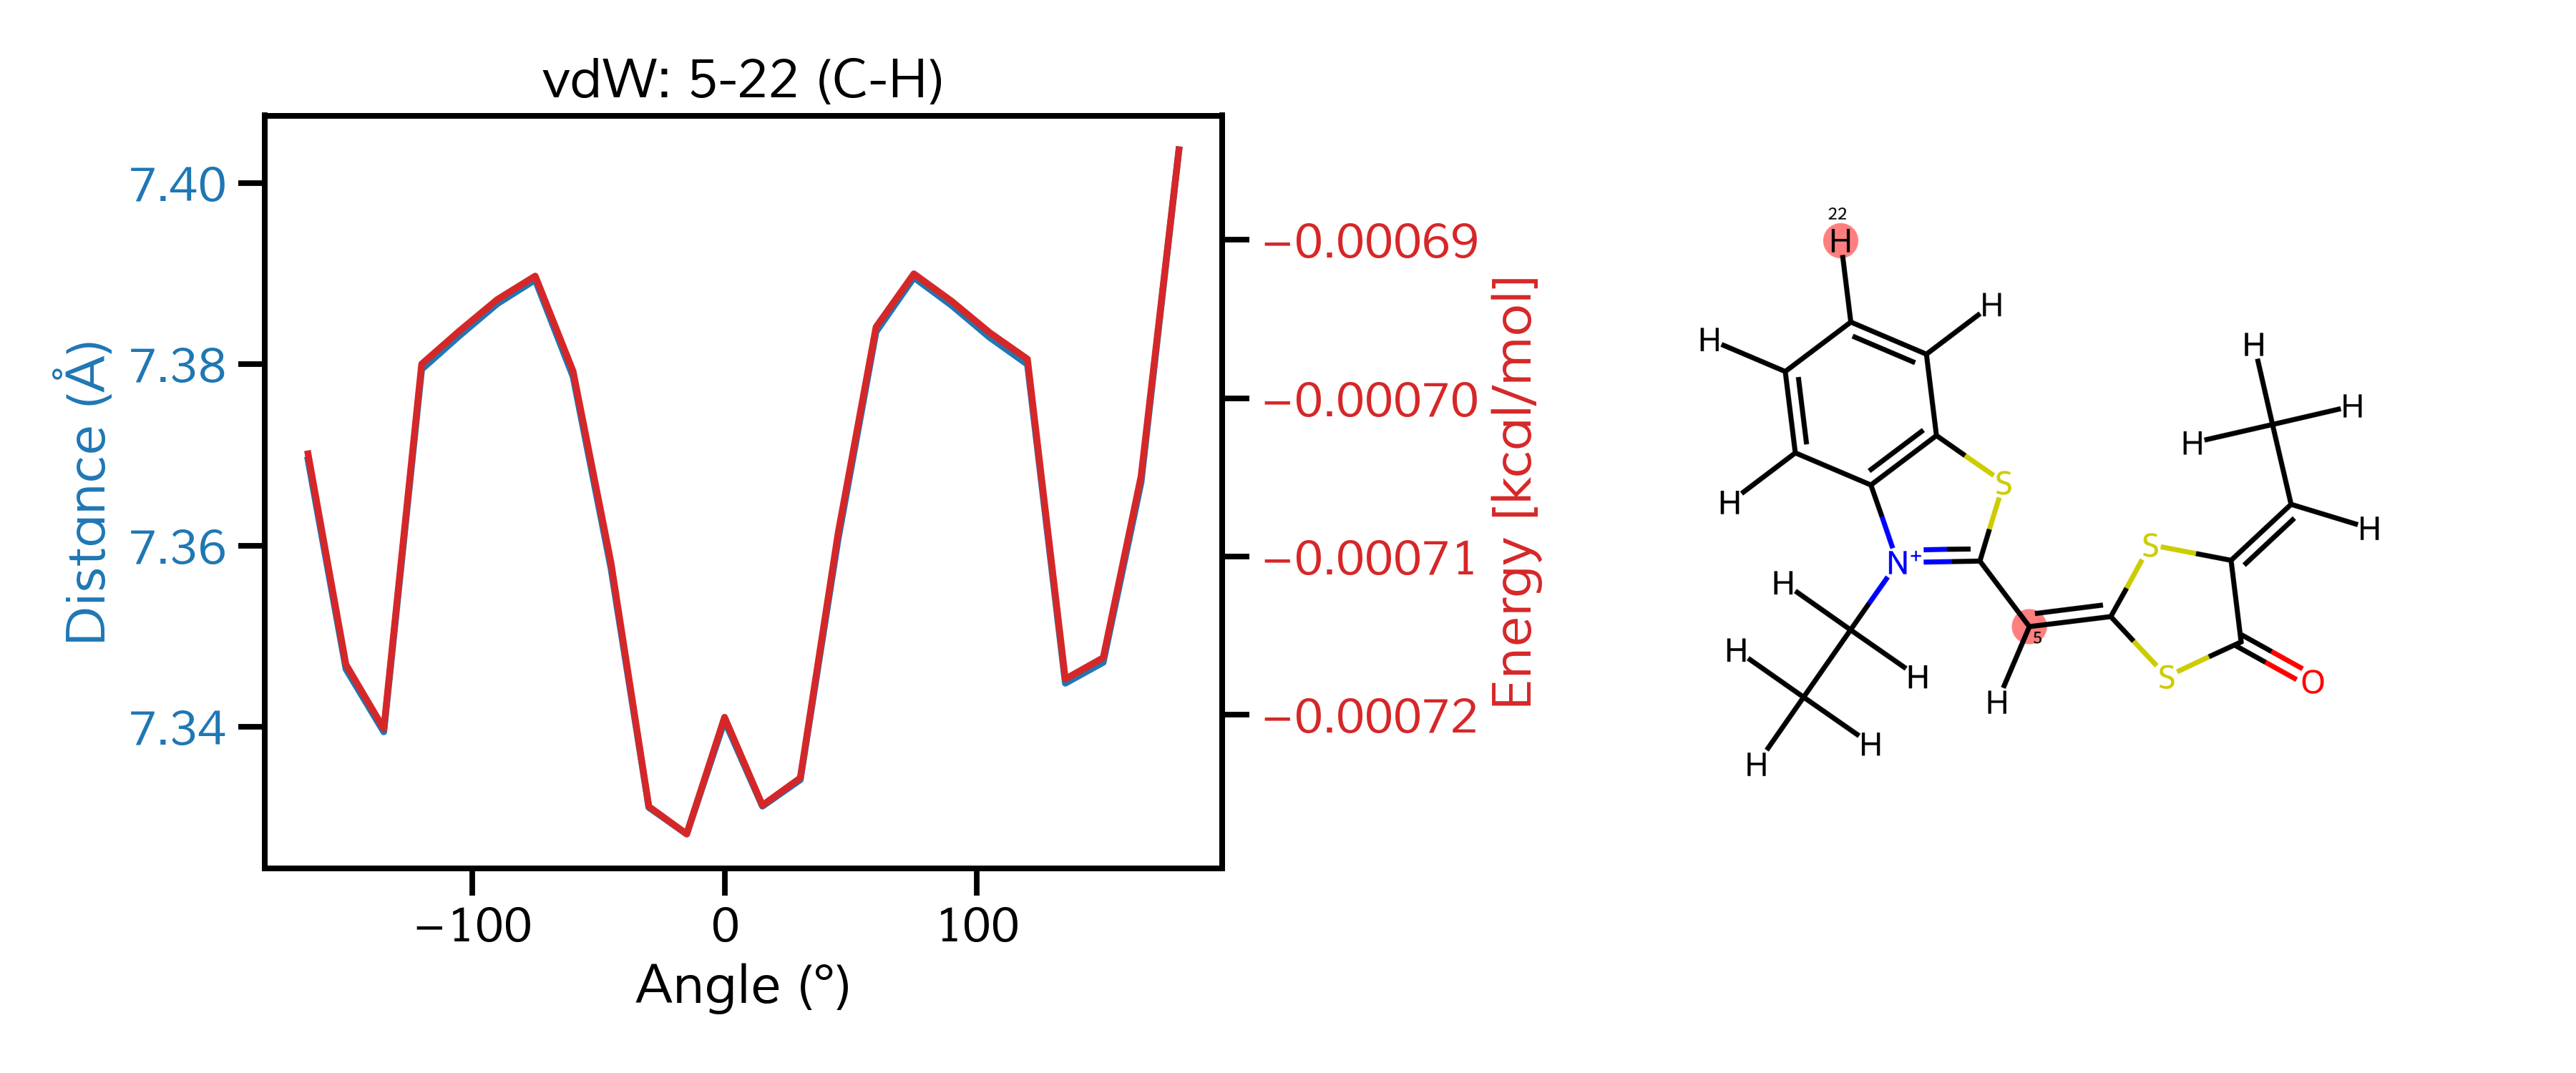 vdW: 5-22 (C-H)
Distance (Å)
7.40
7.38
7.36
7.34
−100
0
100
Angle (°)
−0.00069
−0.00070
−0.00071
−0.00072
Energy [kcal/mol]
22
H
H
H
H
H
H
H
S
H
H
S
N⁺
H
5
H
H
S
O
H
H
H